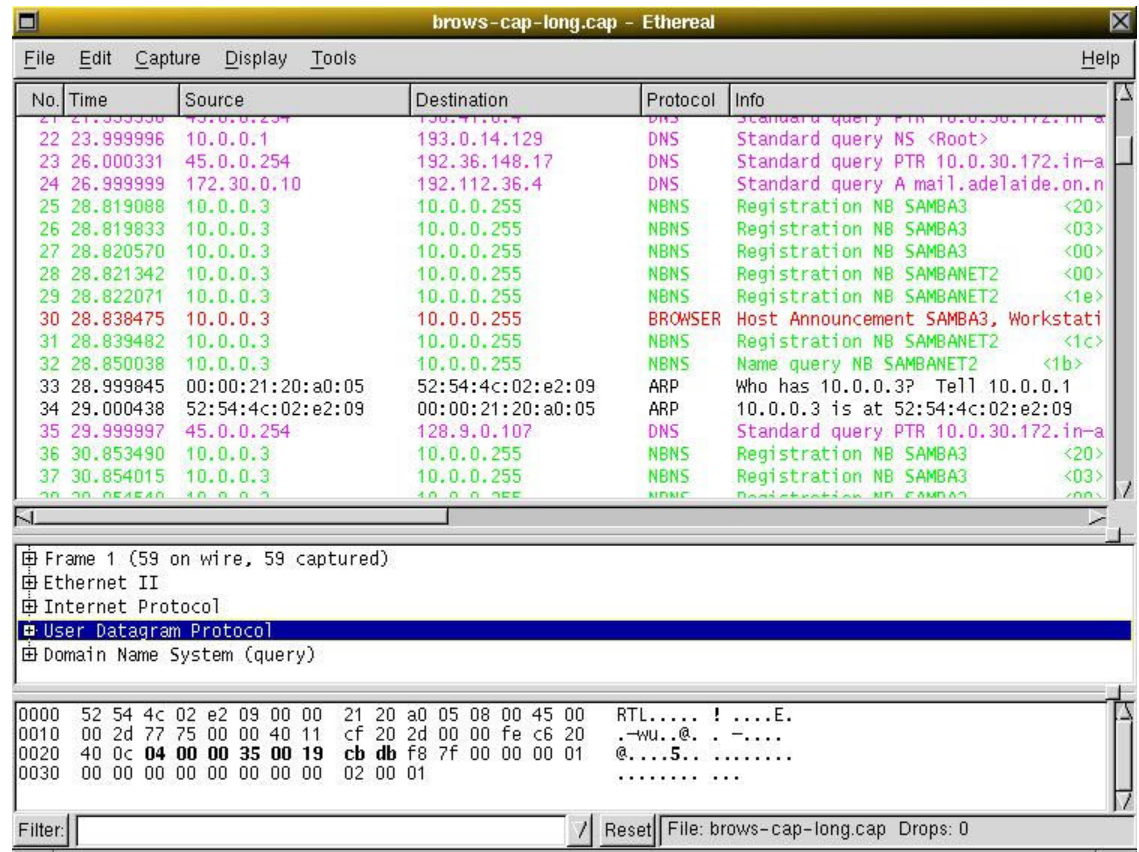 brows-cap-long.cap - Ethereal
File Edit Capture Display Tools Help
No. Time Source Destination Protocol Info
22 23.999996 10.0.0.1 193.0.14.129 DNS Standard query NS <Root>
23 26.000331 45.0.0.254 192.36.148.17 DNS Standard query PTR 10.0.30.172.in-a
24 26.999999 172.30.0.10 192.112.36.4 DNS Standard query A mail.adelaide.on.n
25 28.819088 10.0.0.3 10.0.0.255 NBNS Registration NB SAMBA3 <20>
26 28.819833 10.0.0.3 10.0.0.255 NBNS Registration NB SAMBA3 <03>
27 28.820570 10.0.0.3 10.0.0.255 NBNS Registration NB SAMBA3 <00>
28 28.821342 10.0.0.3 10.0.0.255 NBNS Registration NB SAMBANET2 <00>
29 28.822071 10.0.0.3 10.0.0.255 NBNS Registration NB SAMBANET2 <1e>
30 28.838475 10.0.0.3 10.0.0.255 BROWSER Host Announcement SAMBA3, Workstati
31 28.839482 10.0.0.3 10.0.0.255 NBNS Registration NB SAMBANET2 <1c>
32 28.850038 10.0.0.3 10.0.0.255 NBNS Name query NB SAMBANET2 <1b>
33 28.999845 00:00:21:20:a0:05 52:54:4c:02:e2:09 ARP Who has 10.0.0.3? Tell 10.0.0.1
34 29.000438 52:54:4c:02:e2:09 00:00:21:20:a0:05 ARP 10.0.0.3 is at 52:54:4c:02:e2:09
35 29.999997 45.0.0.254 128.9.0.107 DNS Standard query PTR 10.0.30.172.in-a
36 30.853490 10.0.0.3 10.0.0.255 NBNS Registration NB SAMBA3 <20>
37 30.854015 10.0.0.3 10.0.0.255 NBNS Registration NB SAMBA3 <03>
Frame 1 (59 on wire, 59 captured)
Ethernet II
Internet Protocol
User Datagram Protocol
Domain Name System (query)
0000 52 54 4c 02 e2 09 00 00 21 20 a0 05 08 00 45 00 RTL..... ! ....E.
0010 00 2d 77 75 00 00 40 11 cf 20 2d 00 00 fe c6 20 .-wu..@. . -....
0020 40 0c 04 00 00 35 00 19 cb db f8 7f 00 00 00 01 @....5.. ........
0030 00 00 00 00 00 00 00 00 02 00 01 ........ ...
Filter: Reset File: brows-cap-long.cap Drops: 0